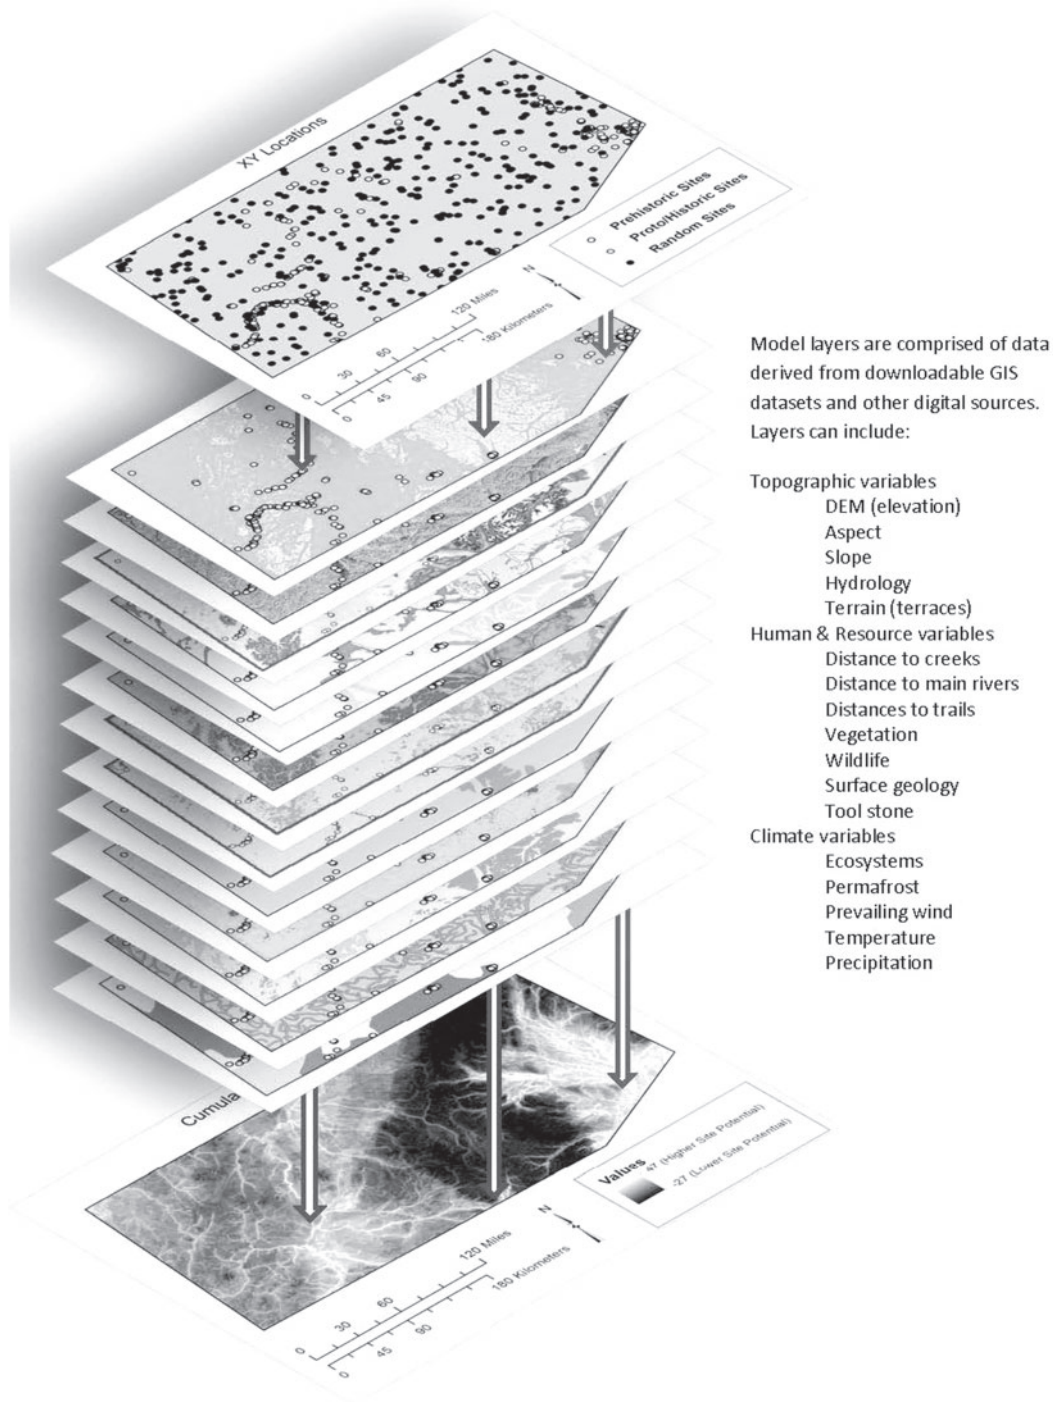 XY Locations
Prehistoric Sites
Proto/Historic Sites
Random Sites
N
120 Miles
60
30
0
180 Kilometers
90
45
0
Model layers are comprised of data
derived from downloadable GIS
datasets and other digital sources.
Layers can include:
Topographic variables
DEM (elevation)
Aspect
Slope
Hydrology
Terrain (terraces)
Human & Resource variables
Distance to creeks
Distance to main rivers
Distances to trails
Vegetation
Wildlife
Surface geology
Tool stone
Climate variables
Ecosystems
Permafrost
Prevailing wind
Temperature
Precipitation
Cumula
Values
47 (Higher Site Potential)
-27 (Lower Site Potential)
N
120 Miles
60
30
0
180 Kilometers
90
45
0